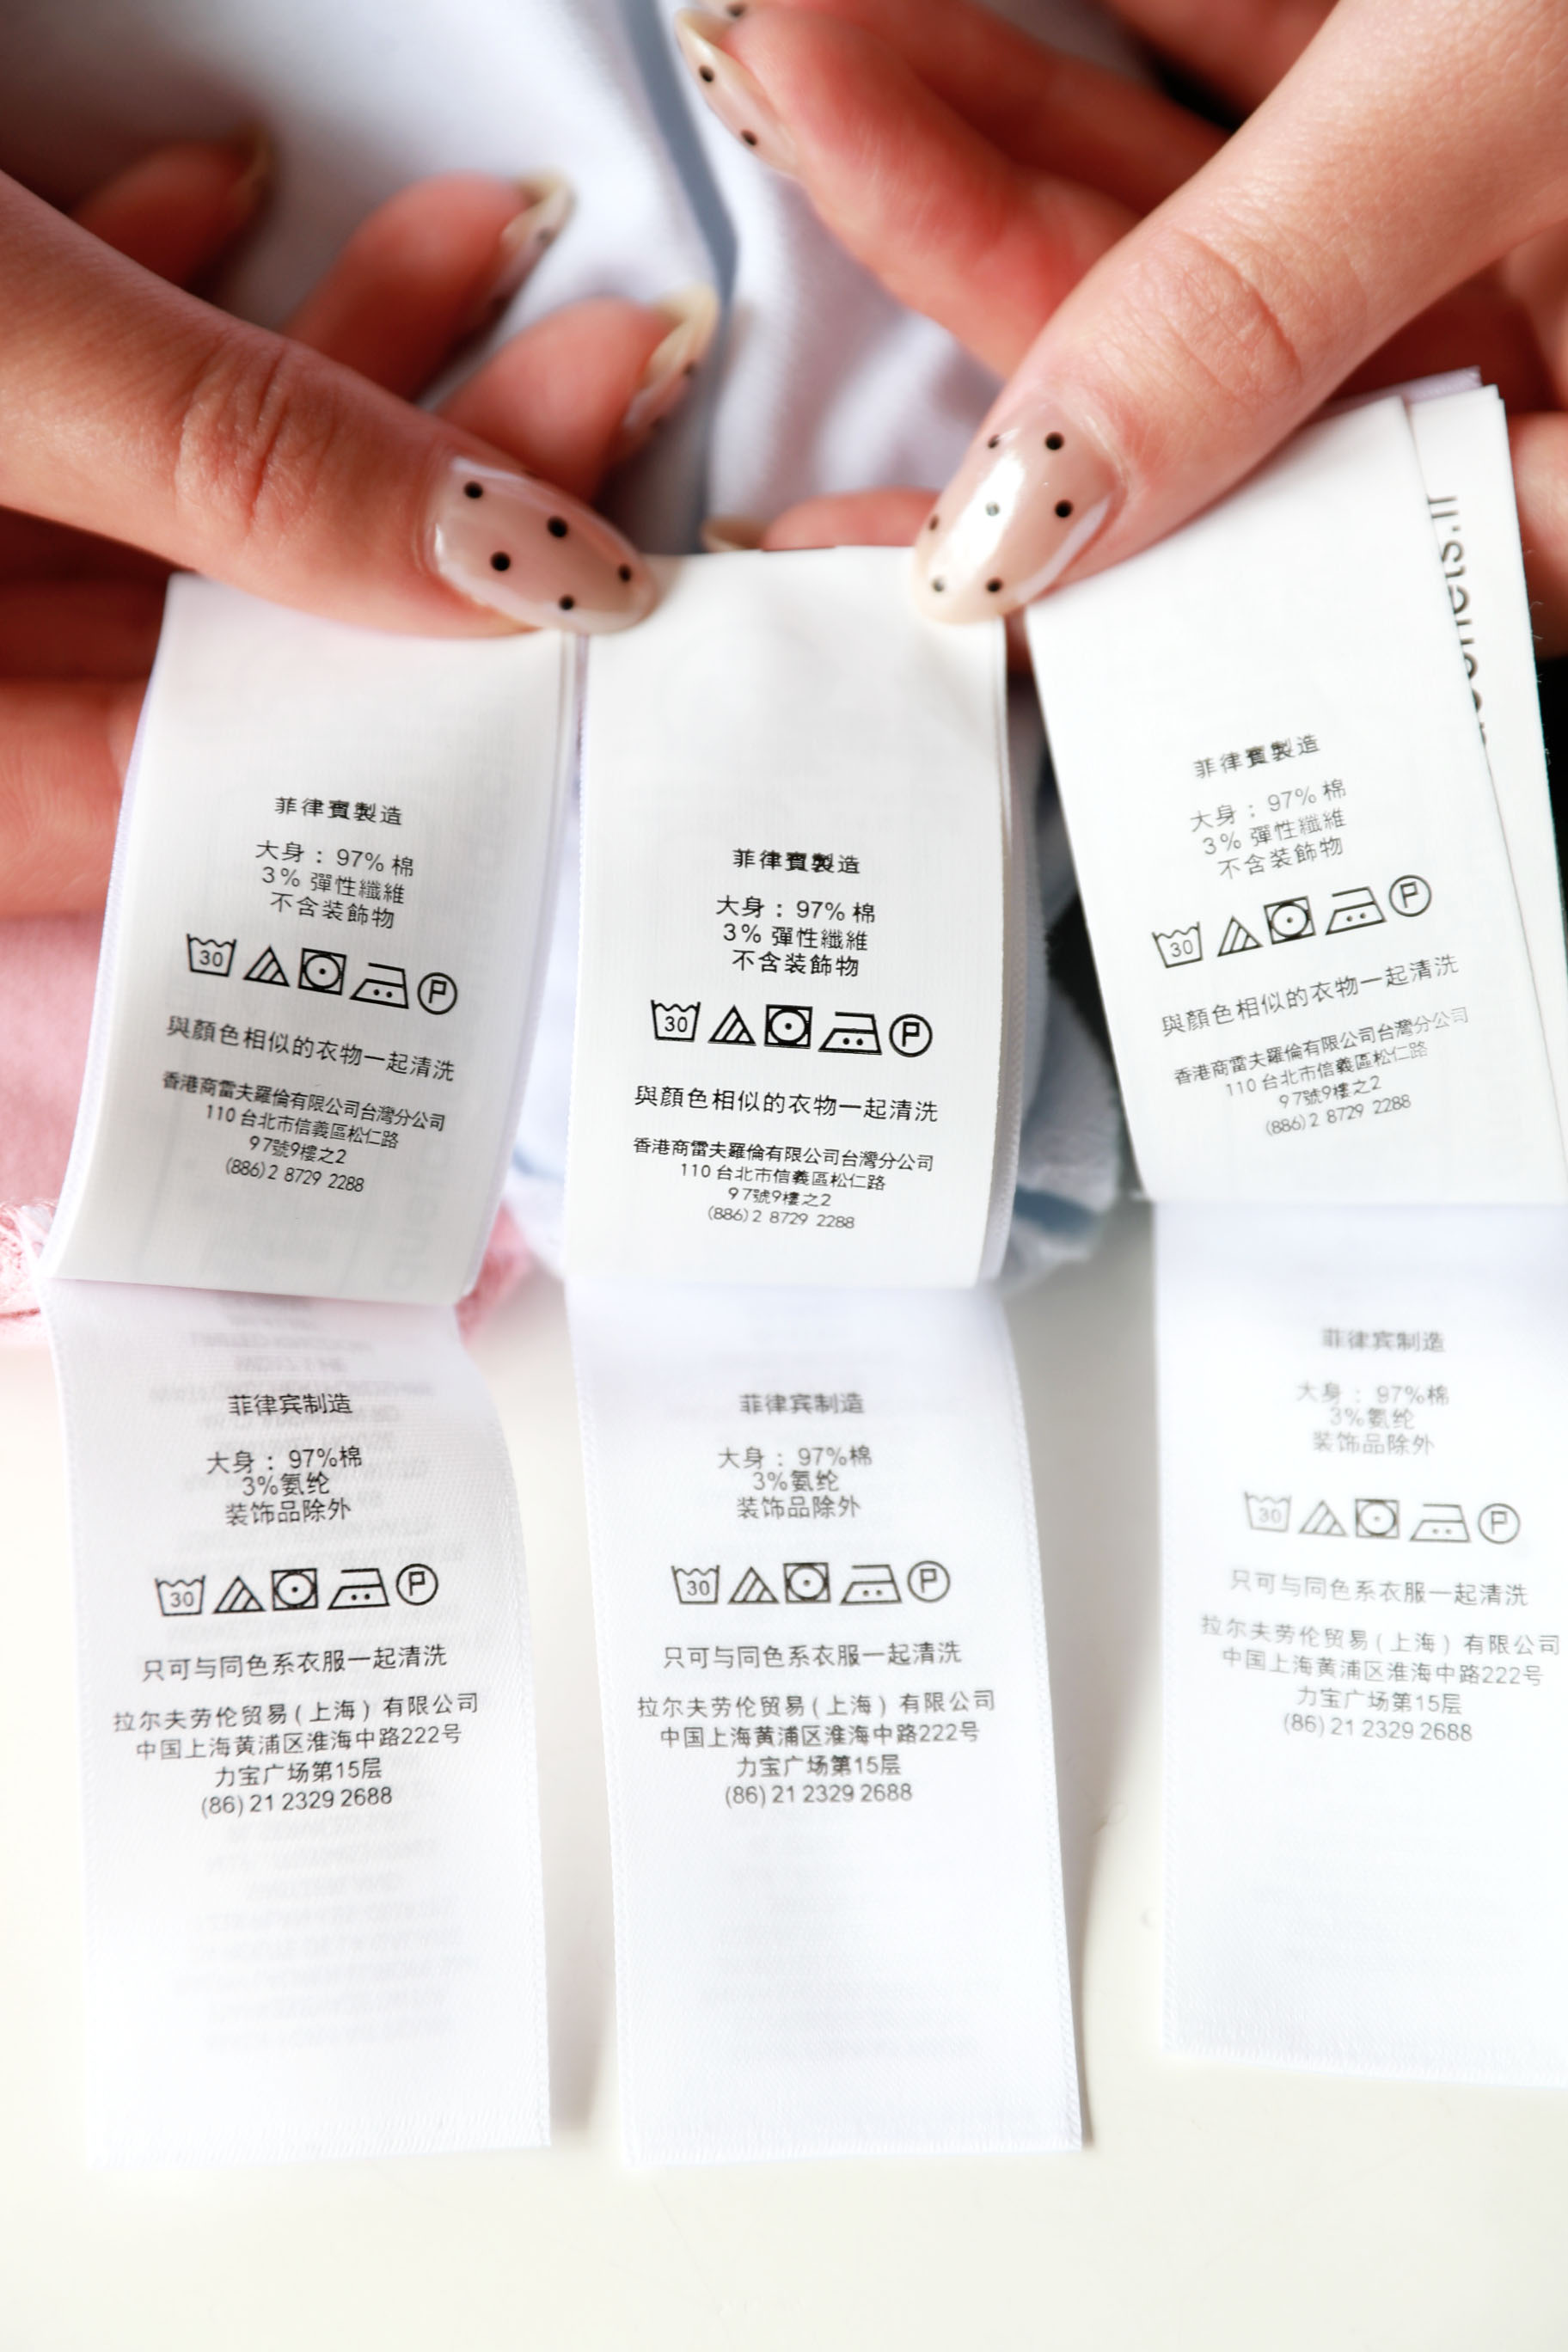 菲律賓製造
大身：97% 棉
3% 彈性纖維
不含裝飾物
30
P
與顏色相似的衣物一起清洗
香港商雷夫羅倫有限公司台灣分公司
110 台北市信義區松仁路
97號9樓之2
(886)2 8729 2288
菲律宾制造
大身：97%棉
3%氨纶
装饰品除外
30
P
只可与同色系衣服一起清洗
拉尔夫劳伦贸易(上海)有限公司
中国上海黄浦区淮海中路222号
力宝广场第15层
(86) 21 2329 2688
菲律賓製造
大身：97% 棉
3% 彈性纖維
不含裝飾物
30
P
與顏色相似的衣物一起清洗
香港商雷夫羅倫有限公司台灣分公司
110 台北市信義區松仁路
97號9樓之2
(886)2 8729 2288
菲律宾制造
大身：97%棉
3%氨纶
装饰品除外
30
P
只可与同色系衣服一起清洗
拉尔夫劳伦贸易(上海)有限公司
中国上海黄浦区淮海中路222号
力宝广场第15层
(86) 21 2329 2688
菲律賓製造
大身：97% 棉
3% 彈性纖維
不含裝飾物
30
P
與顏色相似的衣物一起清洗
香港商雷夫羅倫有限公司台灣分公司
110 台北市信義區松仁路
97號9樓之2
(886)2 8729 2288
菲律宾制造
大身：97%棉
3%氨纶
装饰品除外
30
P
只可与同色系衣服一起清洗
拉尔夫劳伦贸易(上海)有限公司
中国上海黄浦区淮海中路222号
力宝广场第15层
(86) 21 2329 2688